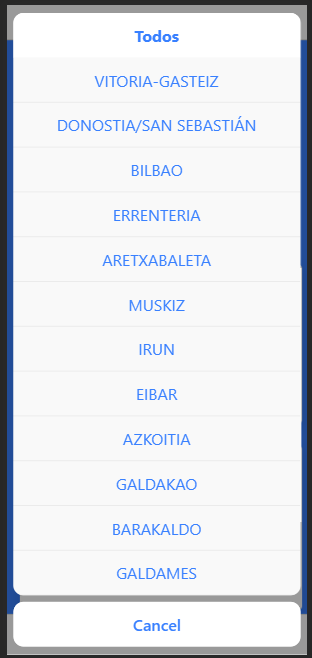 Todos
VITORIA-GASTEIZ
DONOSTIA/SAN SEBASTIÁN
BILBAO
ERRENTERIA
ARETXABALETA
MUSKIZ
IRUN
EIBAR
AZKOITIA
GALDAKAO
BARAKALDO
GALDAMES
Cancel